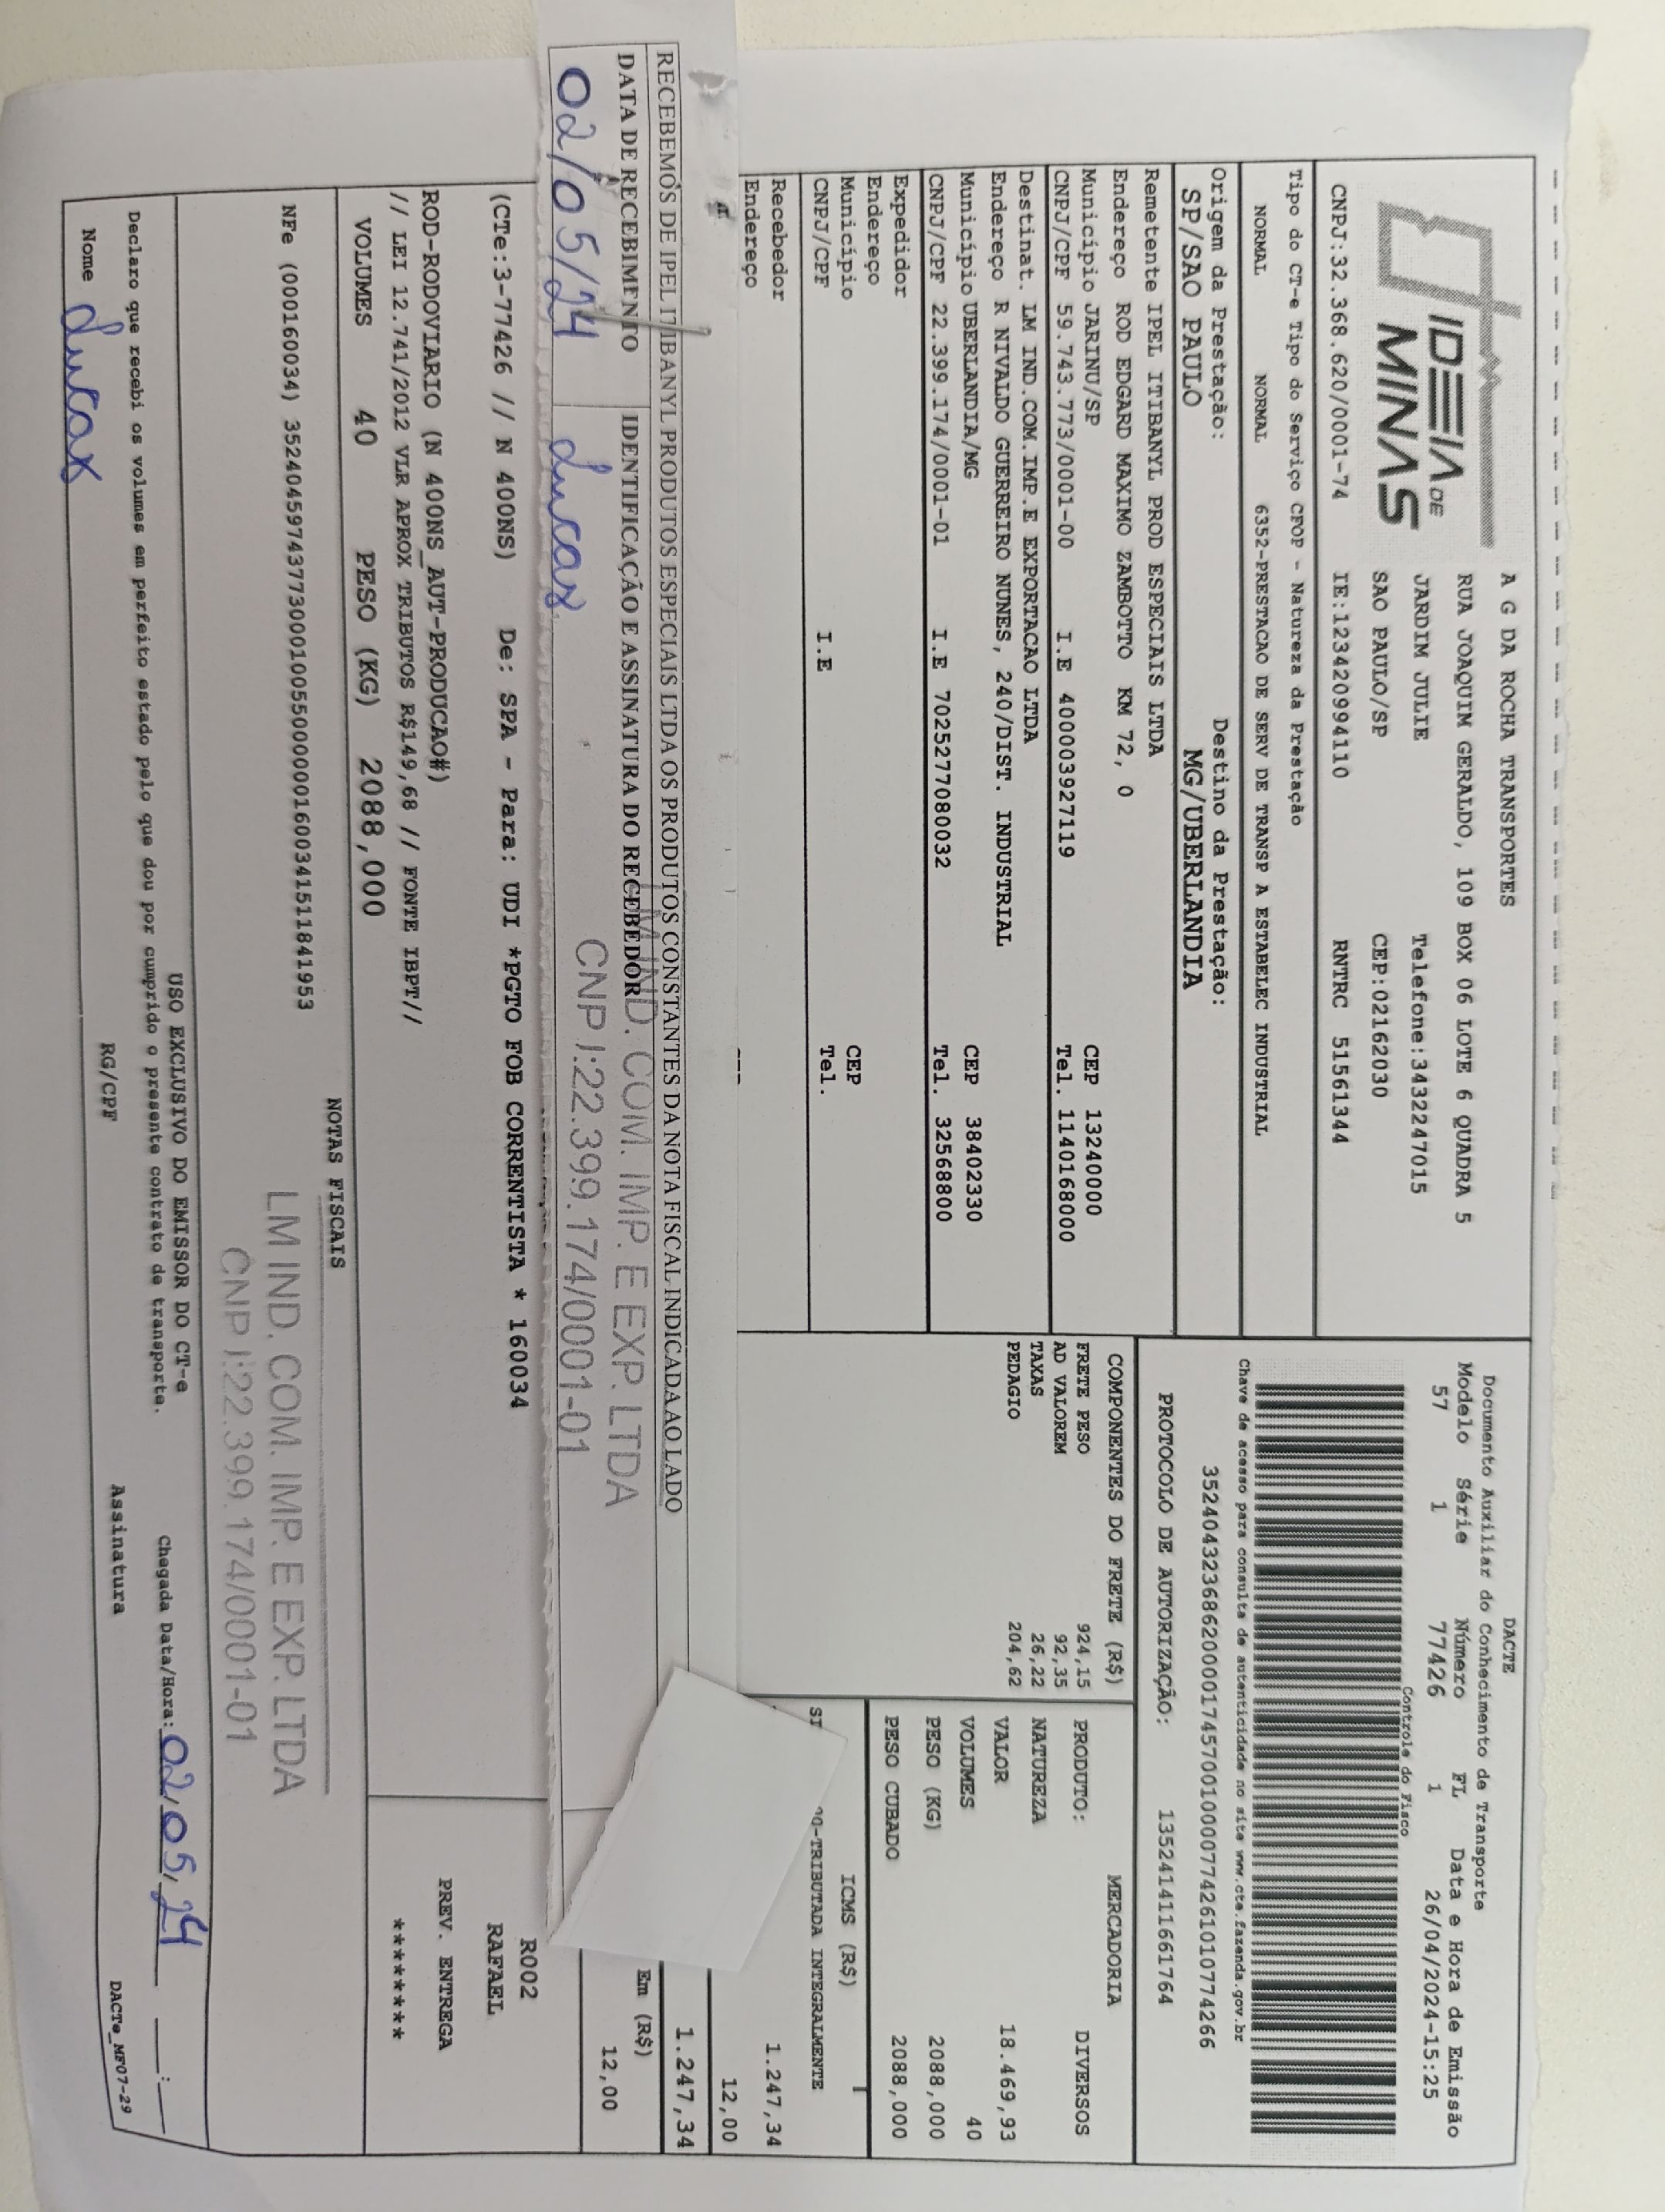 IDEIA DE
MINAS
A G DA ROCHA TRANSPORTES
RUA JOAQUIM GERALDO, 109 BOX 06 LOTE 6 QUADRA 5
JARDIM JULIE Telefone:3432247015
SAO PAULO/SP CEP:02162030
CNPJ:32.368.620/0001-74 IE:123420994110 RNTRC 51561344
Tipo do CT-e Tipo do Serviço CFOP - Natureza da Prestação
NORMAL NORMAL 6352-PRESTACAO DE SERV DE TRANSP A ESTABELEC INDUSTRIAL
Origem da Prestação: Destino da Prestação:
SP/SAO PAULO MG/UBERLANDIA
Remetente IPEL ITIBANYL PROD ESPECIAIS LTDA
Endereço ROD EDGARD MAXIMO ZAMBOTTO KM 72, 0
Município JARINU/SP CEP 13240000
CNPJ/CPF 59.743.773/0001-00 I.E 400003927119 Tel. 1140168000
Destinat. LM IND.COM.IMP.E EXPORTACAO LTDA
Endereço R NIVALDO GUERREIRO NUNES, 240/DIST. INDUSTRIAL
Município UBERLANDIA/MG CEP 38402330
CNPJ/CPF 22.399.174/0001-01 I.E 7025277080032 Tel. 32568800
Expedidor
Endereço
Município CEP
CNPJ/CPF I.E Tel.
Recebedor
Endereço
DACTE
Documento Auxiliar do Conhecimento de Transporte
Modelo Série Número FL Data e Hora de Emissão
57 1 77426 1 26/04/2024-15:25
Controle do Fisco
Chave de acesso para consulta de autenticidade no site www.cte.fazenda.gov.br
35240432368620000174570010000774261010774266
PROTOCOLO DE AUTORIZAÇÃO: 135241411661764
COMPONENTES DO FRETE (R$)
FRETE PESO 924,15
AD VALOREM 92,35
TAXAS 26,22
PEDAGIO 204,62
MERCADORIA
PRODUTO: DIVERSOS
NATUREZA
VALOR 18.469,93
VOLUMES 40
PESO (KG) 2088,000
PESO CUBADO 2088,000
ICMS (R$)
00-TRIBUTADA INTEGRALMENTE
1.247,34
12,00
1.247,34
Em (R$)
12,00
RECEBEMOS DE IPEL ITIBANYL PRODUTOS ESPECIAIS LTDA OS PRODUTOS CONSTANTES DA NOTA FISCAL INDICADA AO LADO
DATA DE RECEBIMENTO IDENTIFICAÇÃO E ASSINATURA DO RECEBEDOR
02/05/24 Lucas
LM IND. COM. IMP. E EXP. LTDA
CNPJ:22.399.174/0001-01
(CTe:3-77426 // N 400NS) De: SPA - Para: UDI *PGTO FOB CORRENTISTA * 160034
R002
RAFAEL
ROD-RODOVIARIO (N 400NS_AUT-PRODUCAO#)
// LEI 12.741/2012 VLR APROX TRIBUTOS R$149,68 // FONTE IBPT//
PREV. ENTREGA
********
VOLUMES 40 PESO (KG) 2088,000
NOTAS FISCAIS
NFe (000160034) 35240459743773000100550000001600341511841953
LM IND. COM. IMP. E EXP. LTDA
CNPJ:22.399.174/0001-01
USO EXCLUSIVO DO EMISSOR DO CT-e
Declaro que recebi os volumes em perfeito estado pelo que dou por cumprido o presente contrato de transporte. Chegada Data/Hora: 02/05/24 __:__
Nome Lucas RG/CPF Assinatura
DACTe_MF07-29